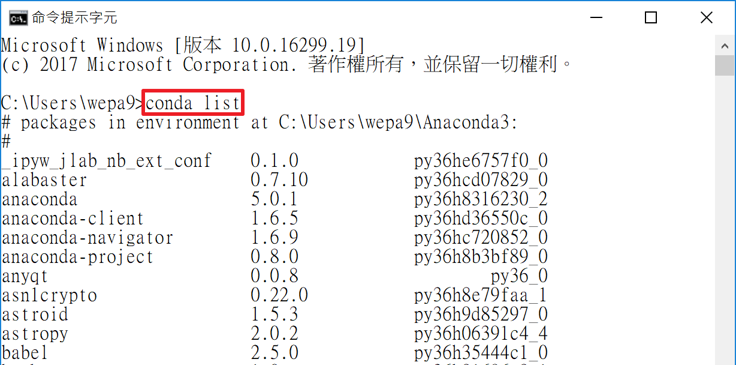 命令提示字元
Microsoft Windows [版本 10.0.16299.19]
(c) 2017 Microsoft Corporation. 著作權所有，並保留一切權利。
C:\Users\wepa9>conda list
# packages in environment at C:\Users\wepa9\Anaconda3:
#
_ipyw_jlab_nb_ext_conf    0.1.0    py36he6757f0_0
alabaster    0.7.10    py36hcd07829_0
anaconda    5.0.1    py36h8316230_2
anaconda-client    1.6.5    py36hd36550c_0
anaconda-navigator    1.6.9    py36hc720852_0
anaconda-project    0.8.0    py36h8b3bf89_0
anyqt    0.0.8    py36_0
asn1crypto    0.22.0    py36h8e79faa_1
astroid    1.5.3    py36h9d85297_0
astropy    2.0.2    py36h06391c4_4
babel    2.5.0    py36h35444c1_0